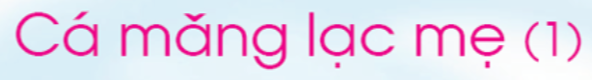 Cá măng lạc mẹ (1)